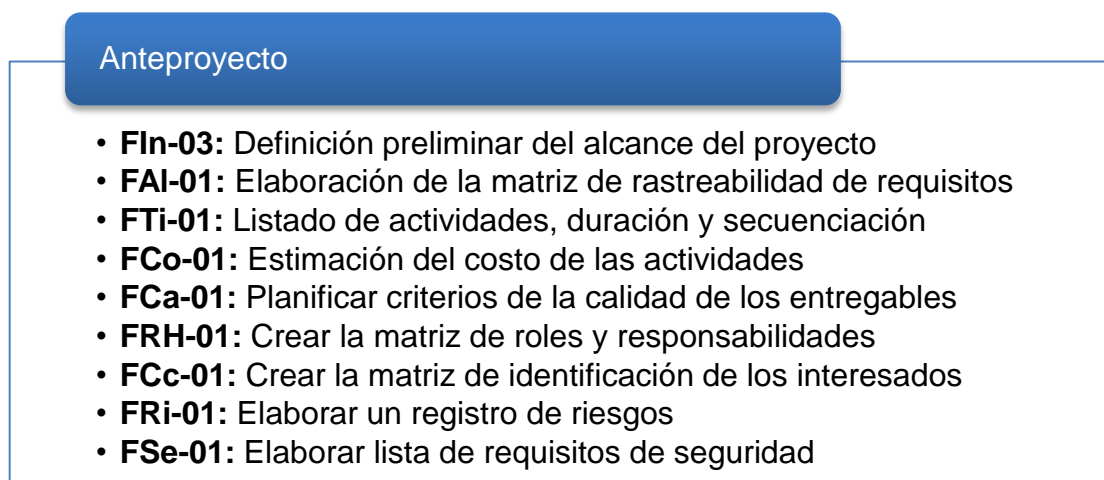 Anteproyecto
• FIn-03: Definición preliminar del alcance del proyecto
• FAl-01: Elaboración de la matriz de rastreabilidad de requisitos
• FTi-01: Listado de actividades, duración y secuenciación
• FCo-01: Estimación del costo de las actividades
• FCa-01: Planificar criterios de la calidad de los entregables
• FRH-01: Crear la matriz de roles y responsabilidades
• FCc-01: Crear la matriz de identificación de los interesados
• FRi-01: Elaborar un registro de riesgos
• FSe-01: Elaborar lista de requisitos de seguridad